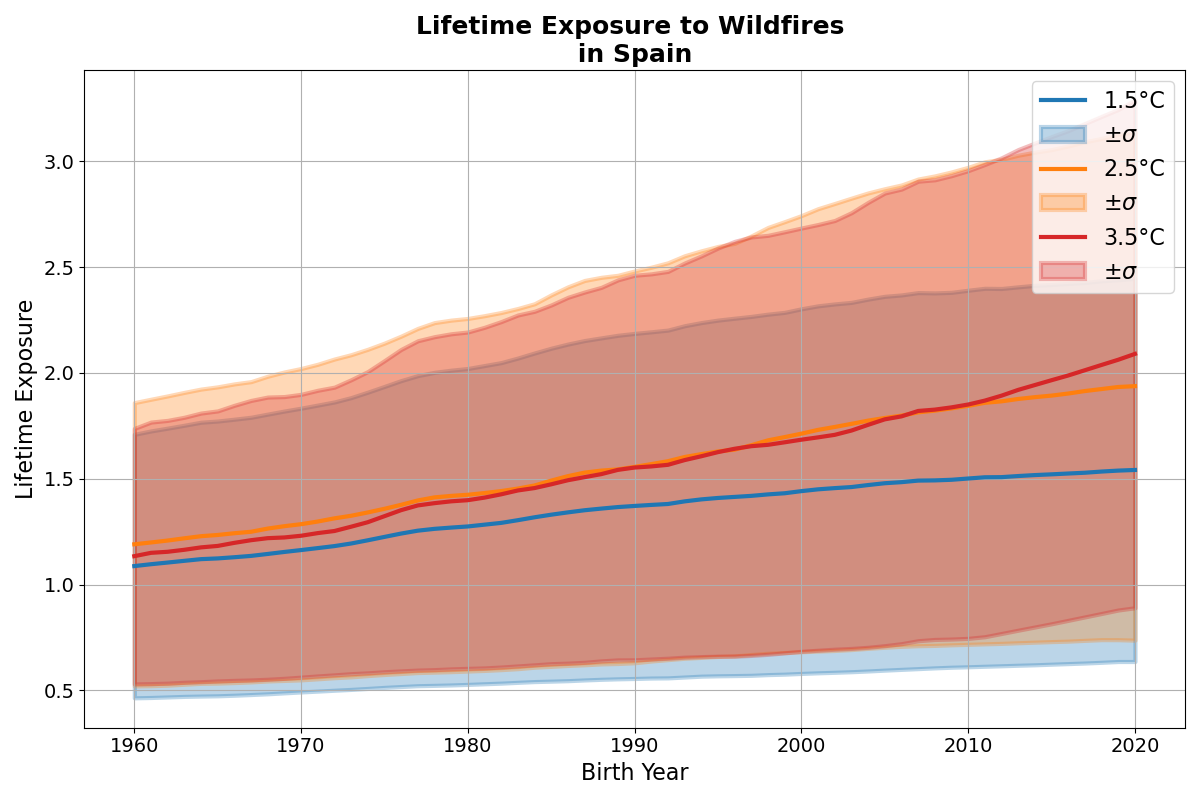 Lifetime Exposure to Wildfires
in Spain
1.5°C
±σ
2.5°C
±σ
3.5°C
±σ
Lifetime Exposure
3.0
2.5
2.0
1.5
1.0
0.5
1960 1970 1980 1990 2000 2010 2020
Birth Year